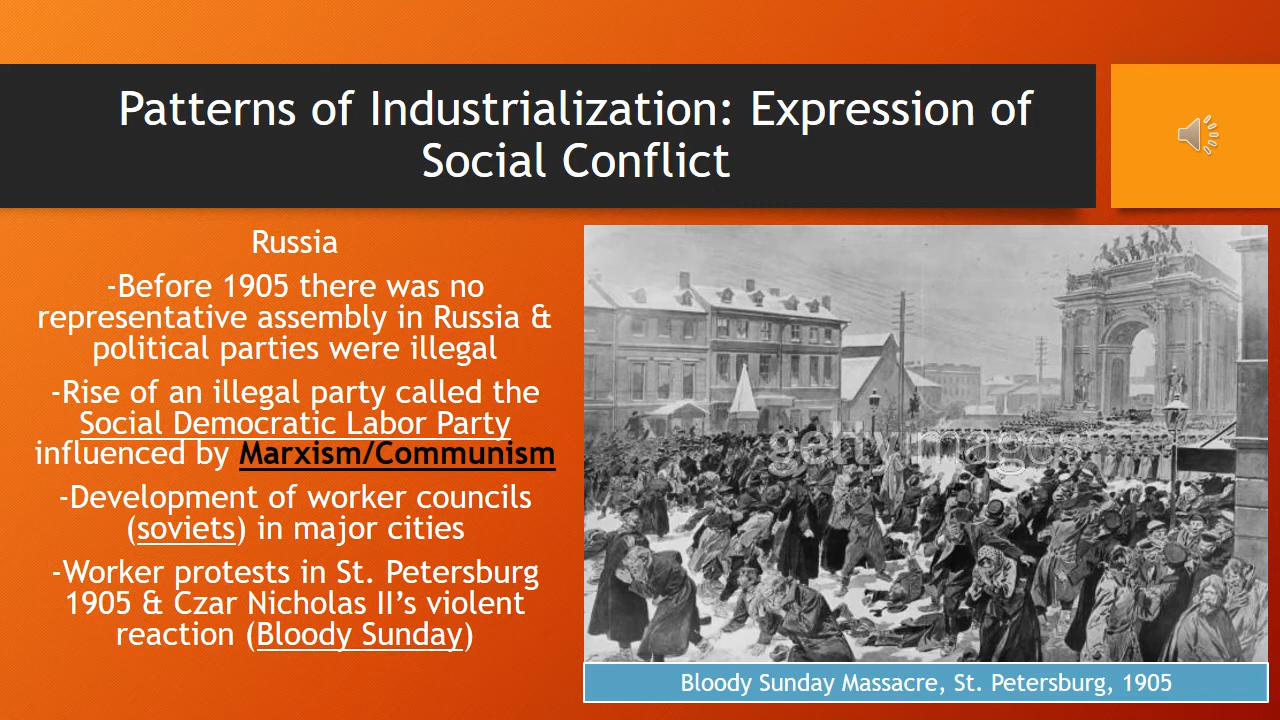 Patterns of Industrialization: Expression of
Social Conflict
Russia
-Before 1905 there was no
representative assembly in Russia &
political parties were illegal
-Rise of an illegal party called the
Social Democratic Labor Party
influenced by Marxism/Communism
-Development of worker councils
(soviets) in major cities
-Worker protests in St. Petersburg
1905 & Czar Nicholas II’s violent
reaction (Bloody Sunday)
gettyimages
Bloody Sunday Massacre, St. Petersburg, 1905